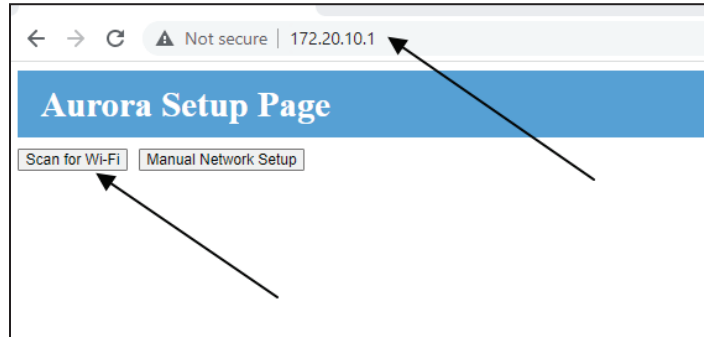 Not secure | 172.20.10.1
Aurora Setup Page
Scan for Wi-Fi Manual Network Setup